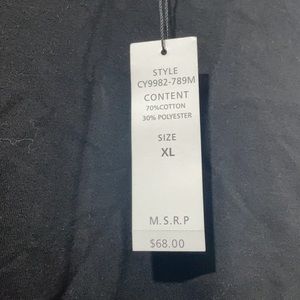 STYLE
CY9982-789M
CONTENT
70%COTTON
30% POLYESTER
SIZE
XL
M.S.R.P
$68.00